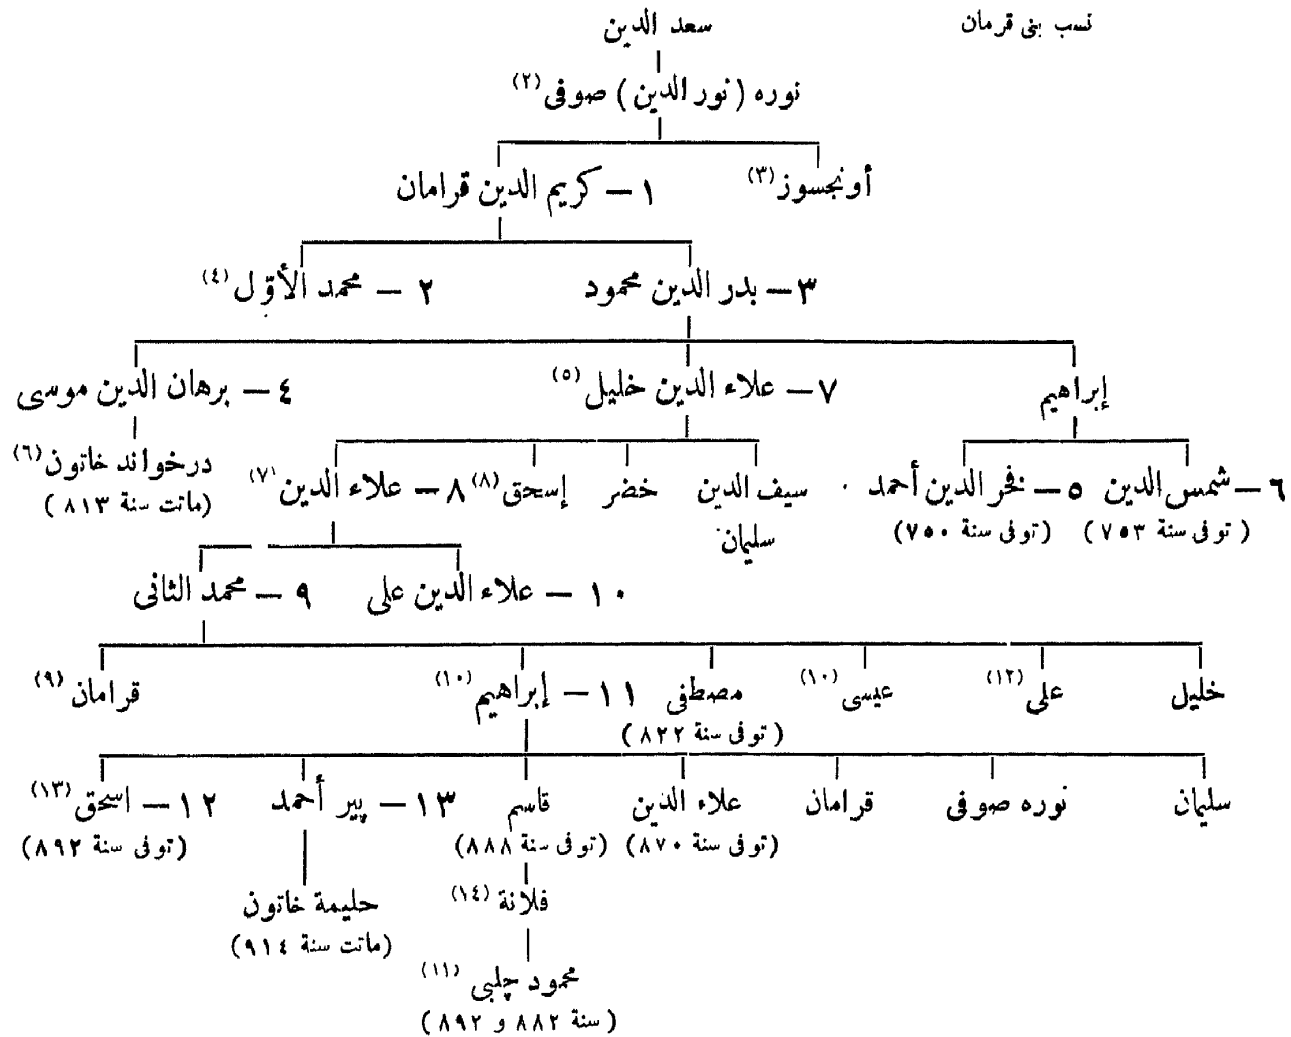 نسب بنى قرمان
سعد الدين
نوره (نور الدين) صوفى (٢)
أونجسوز (٣)
١ – كريم الدين قرامان
٣ – بدر الدين محمود
٢ – محمد الأوّل (٤)
إبراهيم
٧ – علاء الدين خليل (٥)
٤ – برهان الدين موسى
٦ – شمس الدين
(توفى سنة ٧٥٣)
٥ – فخر الدين أحمد
(توفى سنة ٧٥٠)
سيف الدين
سليمان
خضر
إسحق (٨)
٨ – علاء الدين (٧)
درخواند خاتون (٦)
(ماتت سنة ٨١٣)
١٠ – علاء الدين على
٩ – محمد الثانى
خليل
على (١٢)
عيسى (١٠)
مصطفى
(توفى سنة ٨٢٢)
١١ – إبراهيم (١٠)
قرامان (٩)
سليمان
نوره صوفى
قرامان
علاء الدين
(توفى سنة ٨٧٠)
قاسم
(توفى سنة ٨٨٨)
١٣ – پير أحمد
١٢ – اسحق (١٣)
(توفى سنة ٨٩٢)
فلانة (١٤)
حليمة خاتون
(ماتت سنة ٩١٤)
محمود چلبى (١١)
(سنة ٨٨٢ و ٨٩٢)